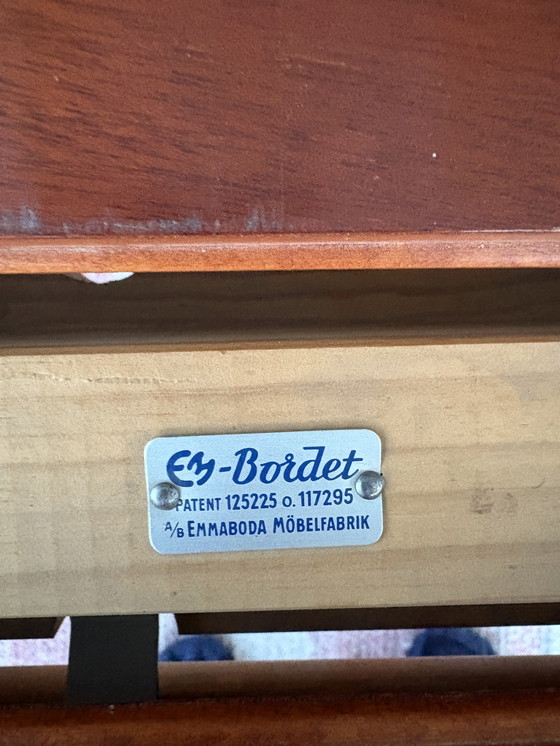 Em-Bordet
PATENT 125225 o. 117295
A/B EMMABODA MÖBELFABRIK